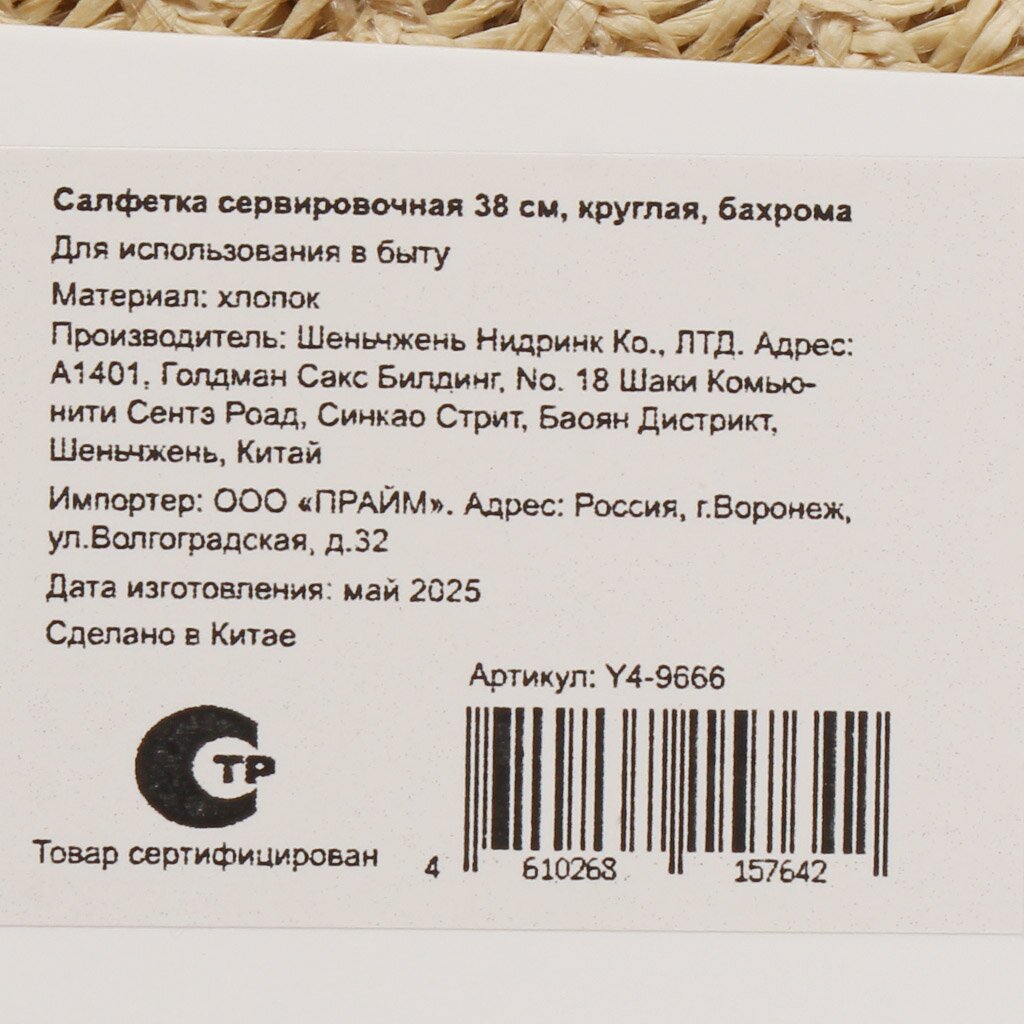 Салфетка сервировочная 38 см, круглая, бахрома
Для использования в быту
Материал: хлопок
Производитель: Шеньчжень Нидринк Ко., ЛТД. Адрес:
А1401, Голдман Сакс Билдинг, No. 18 Шаки Комью-
нити Сентэ Роад, Синкао Стрит, Баоян Дистрикт,
Шеньчжень, Китай
Импортер: ООО «ПРАЙМ». Адрес: Россия, г.Воронеж,
ул.Волгоградская, д.32
Дата изготовления: май 2025
Сделано в Китае
Артикул: Y4-9666
ТР
Товар сертифицирован
4 610268 157642